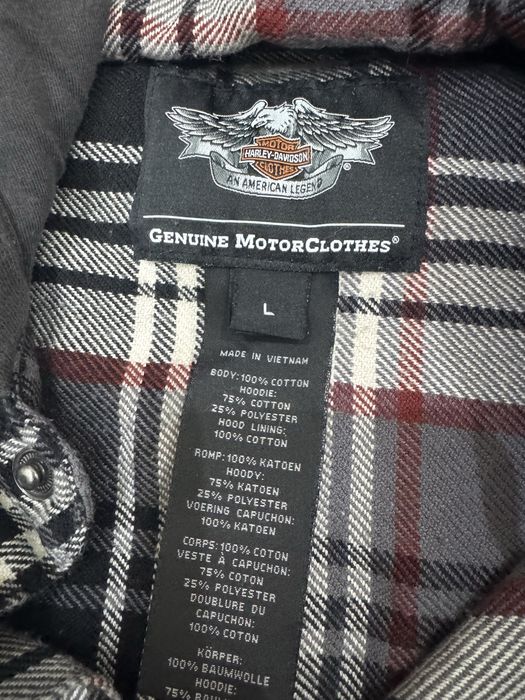 MOTOR
HARLEY-DAVIDSON
CLOTHES
AN AMERICAN LEGEND
®
GENUINE MOTORCLOTHES®
L
MADE IN VIETNAM
BODY: 100% COTTON
HOODIE:
75% COTTON
25% POLYESTER
HOOD LINING:
100% COTTON
ROMP: 100% KATOEN
HOODY:
75% KATOEN
25% POLYESTER
VOERING CAPUCHON:
100% KATOEN
CORPS: 100% COTON
VESTE À CAPUCHON:
75% COTON
25% POLYESTER
DOUBLURE DU
CAPUCHON:
100% COTON
KÖRPER:
100% BAUMWOLLE
HOODIE: